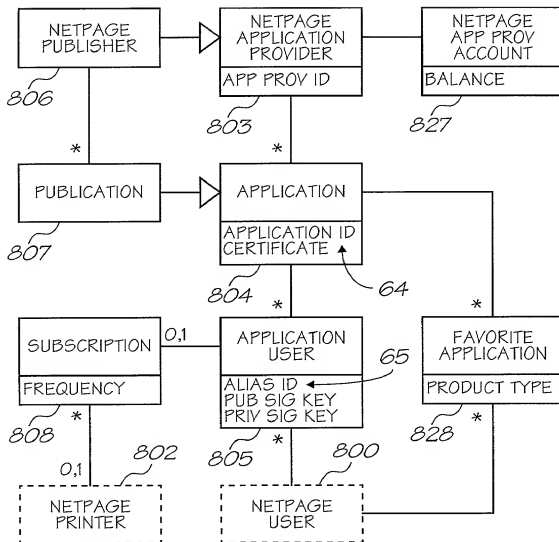 NETPAGE
PUBLISHER
NETPAGE
APPLICATION
PROVIDER
APP PROV ID
NETPAGE
APP PROV
ACCOUNT
BALANCE
806
803
827
*
*
PUBLICATION
APPLICATION
APPLICATION ID
CERTIFICATE
807
804
64
*
*
SUBSCRIPTION
FREQUENCY
0,1
APPLICATION
USER
ALIAS ID
PUB SIG KEY
PRIV SIG KEY
65
FAVORITE
APPLICATION
PRODUCT TYPE
808
*
805
*
828
*
0,1
802
800
NETPAGE
PRINTER
NETPAGE
USER